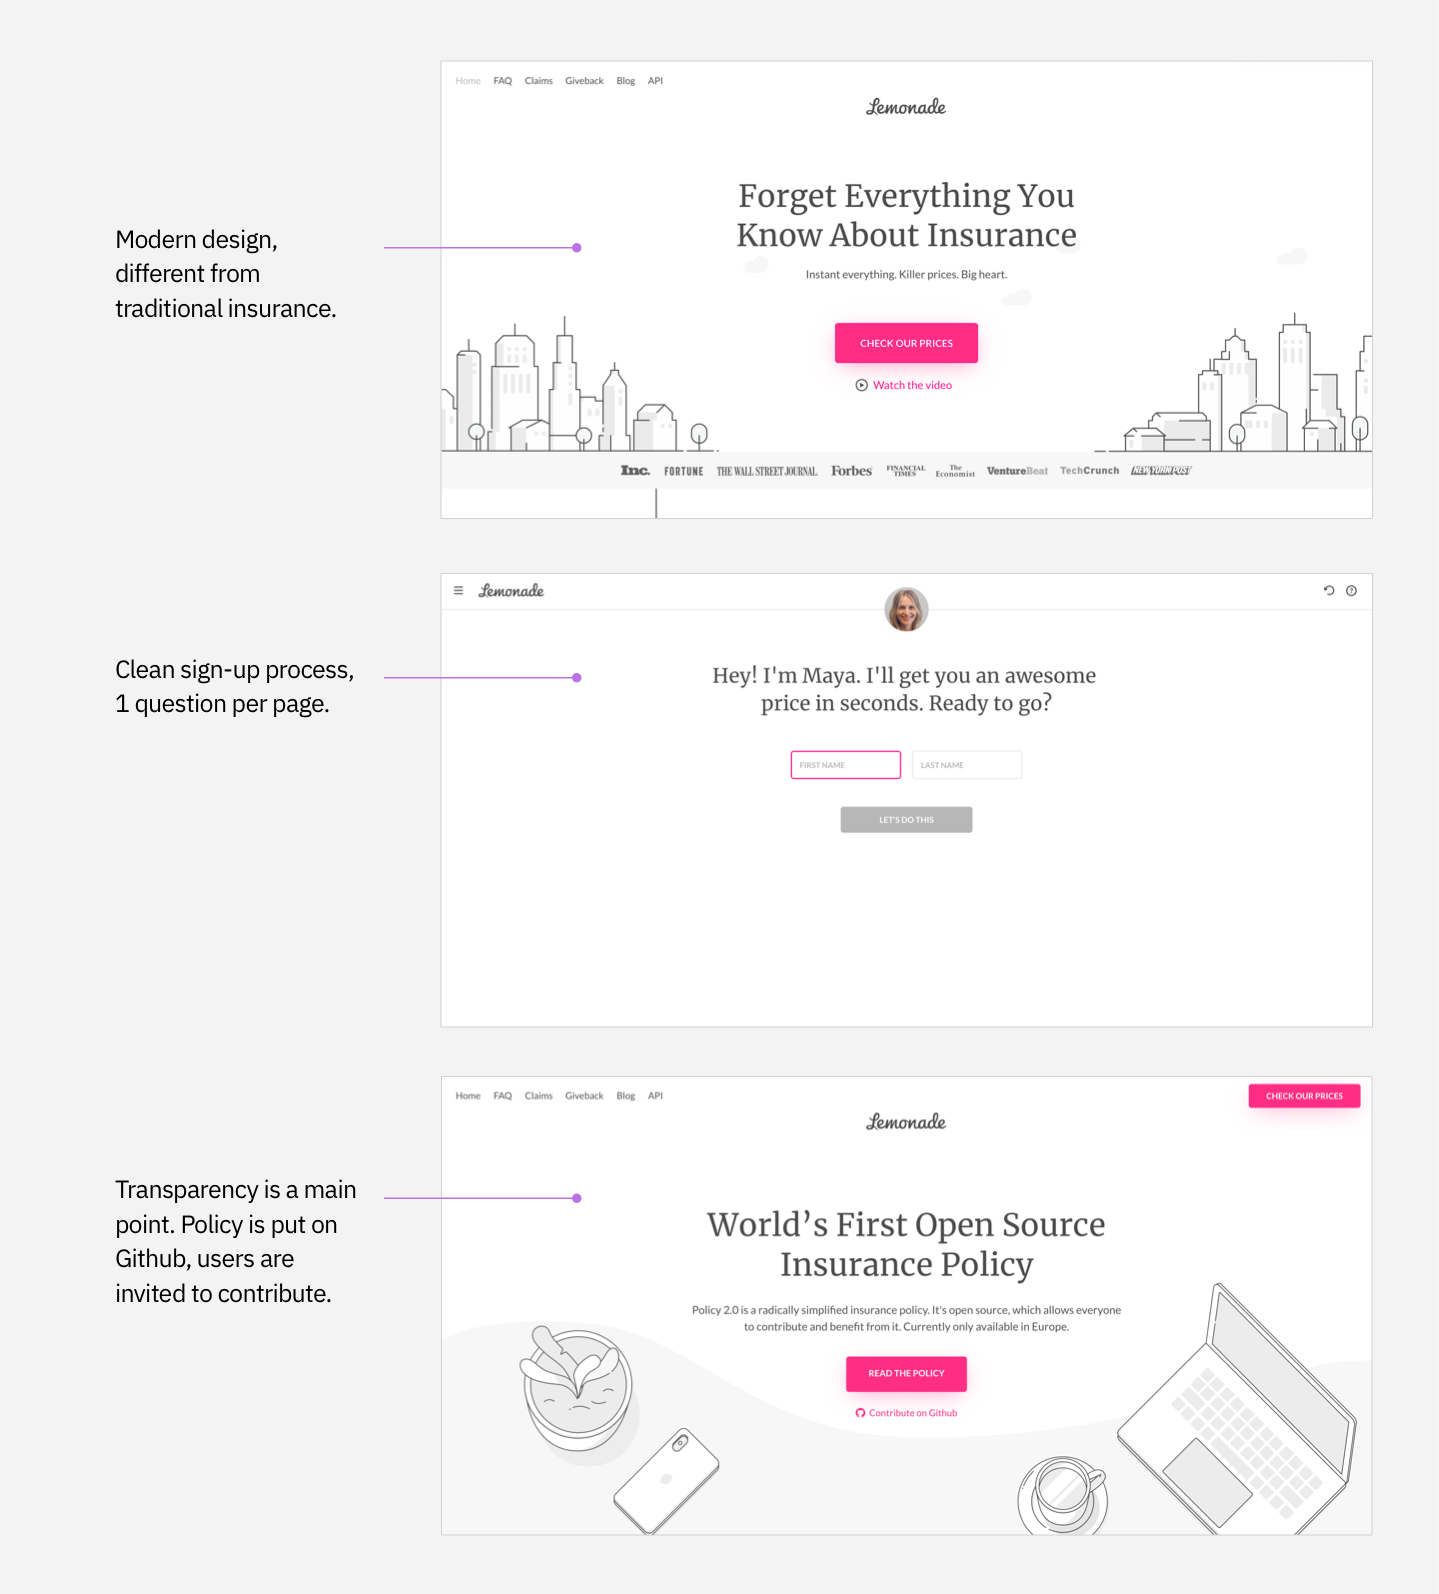 Home FAQ Claims Giveback Blog API
Lemonade
Forget Everything You
Know About Insurance
Instant everything. Killer prices. Big heart.
CHECK OUR PRICES
Watch the video
Inc. FORTUNE THE WALL STREET JOURNAL. Forbes FINANCIAL TIMES The Economist VentureBeat TechCrunch NEW YORK POST
Modern design,
different from
traditional insurance.
Lemonade
Hey! I'm Maya. I'll get you an awesome
price in seconds. Ready to go?
FIRST NAME LAST NAME
LET'S DO THIS
Clean sign-up process,
1 question per page.
Home FAQ Claims Giveback Blog API
CHECK OUR PRICES
Lemonade
World’s First Open Source
Insurance Policy
Policy 2.0 is a radically simplified insurance policy. It's open source, which allows everyone
to contribute and benefit from it. Currently only available in Europe.
READ THE POLICY
Contribute on Github
Transparency is a main
point. Policy is put on
Github, users are
invited to contribute.